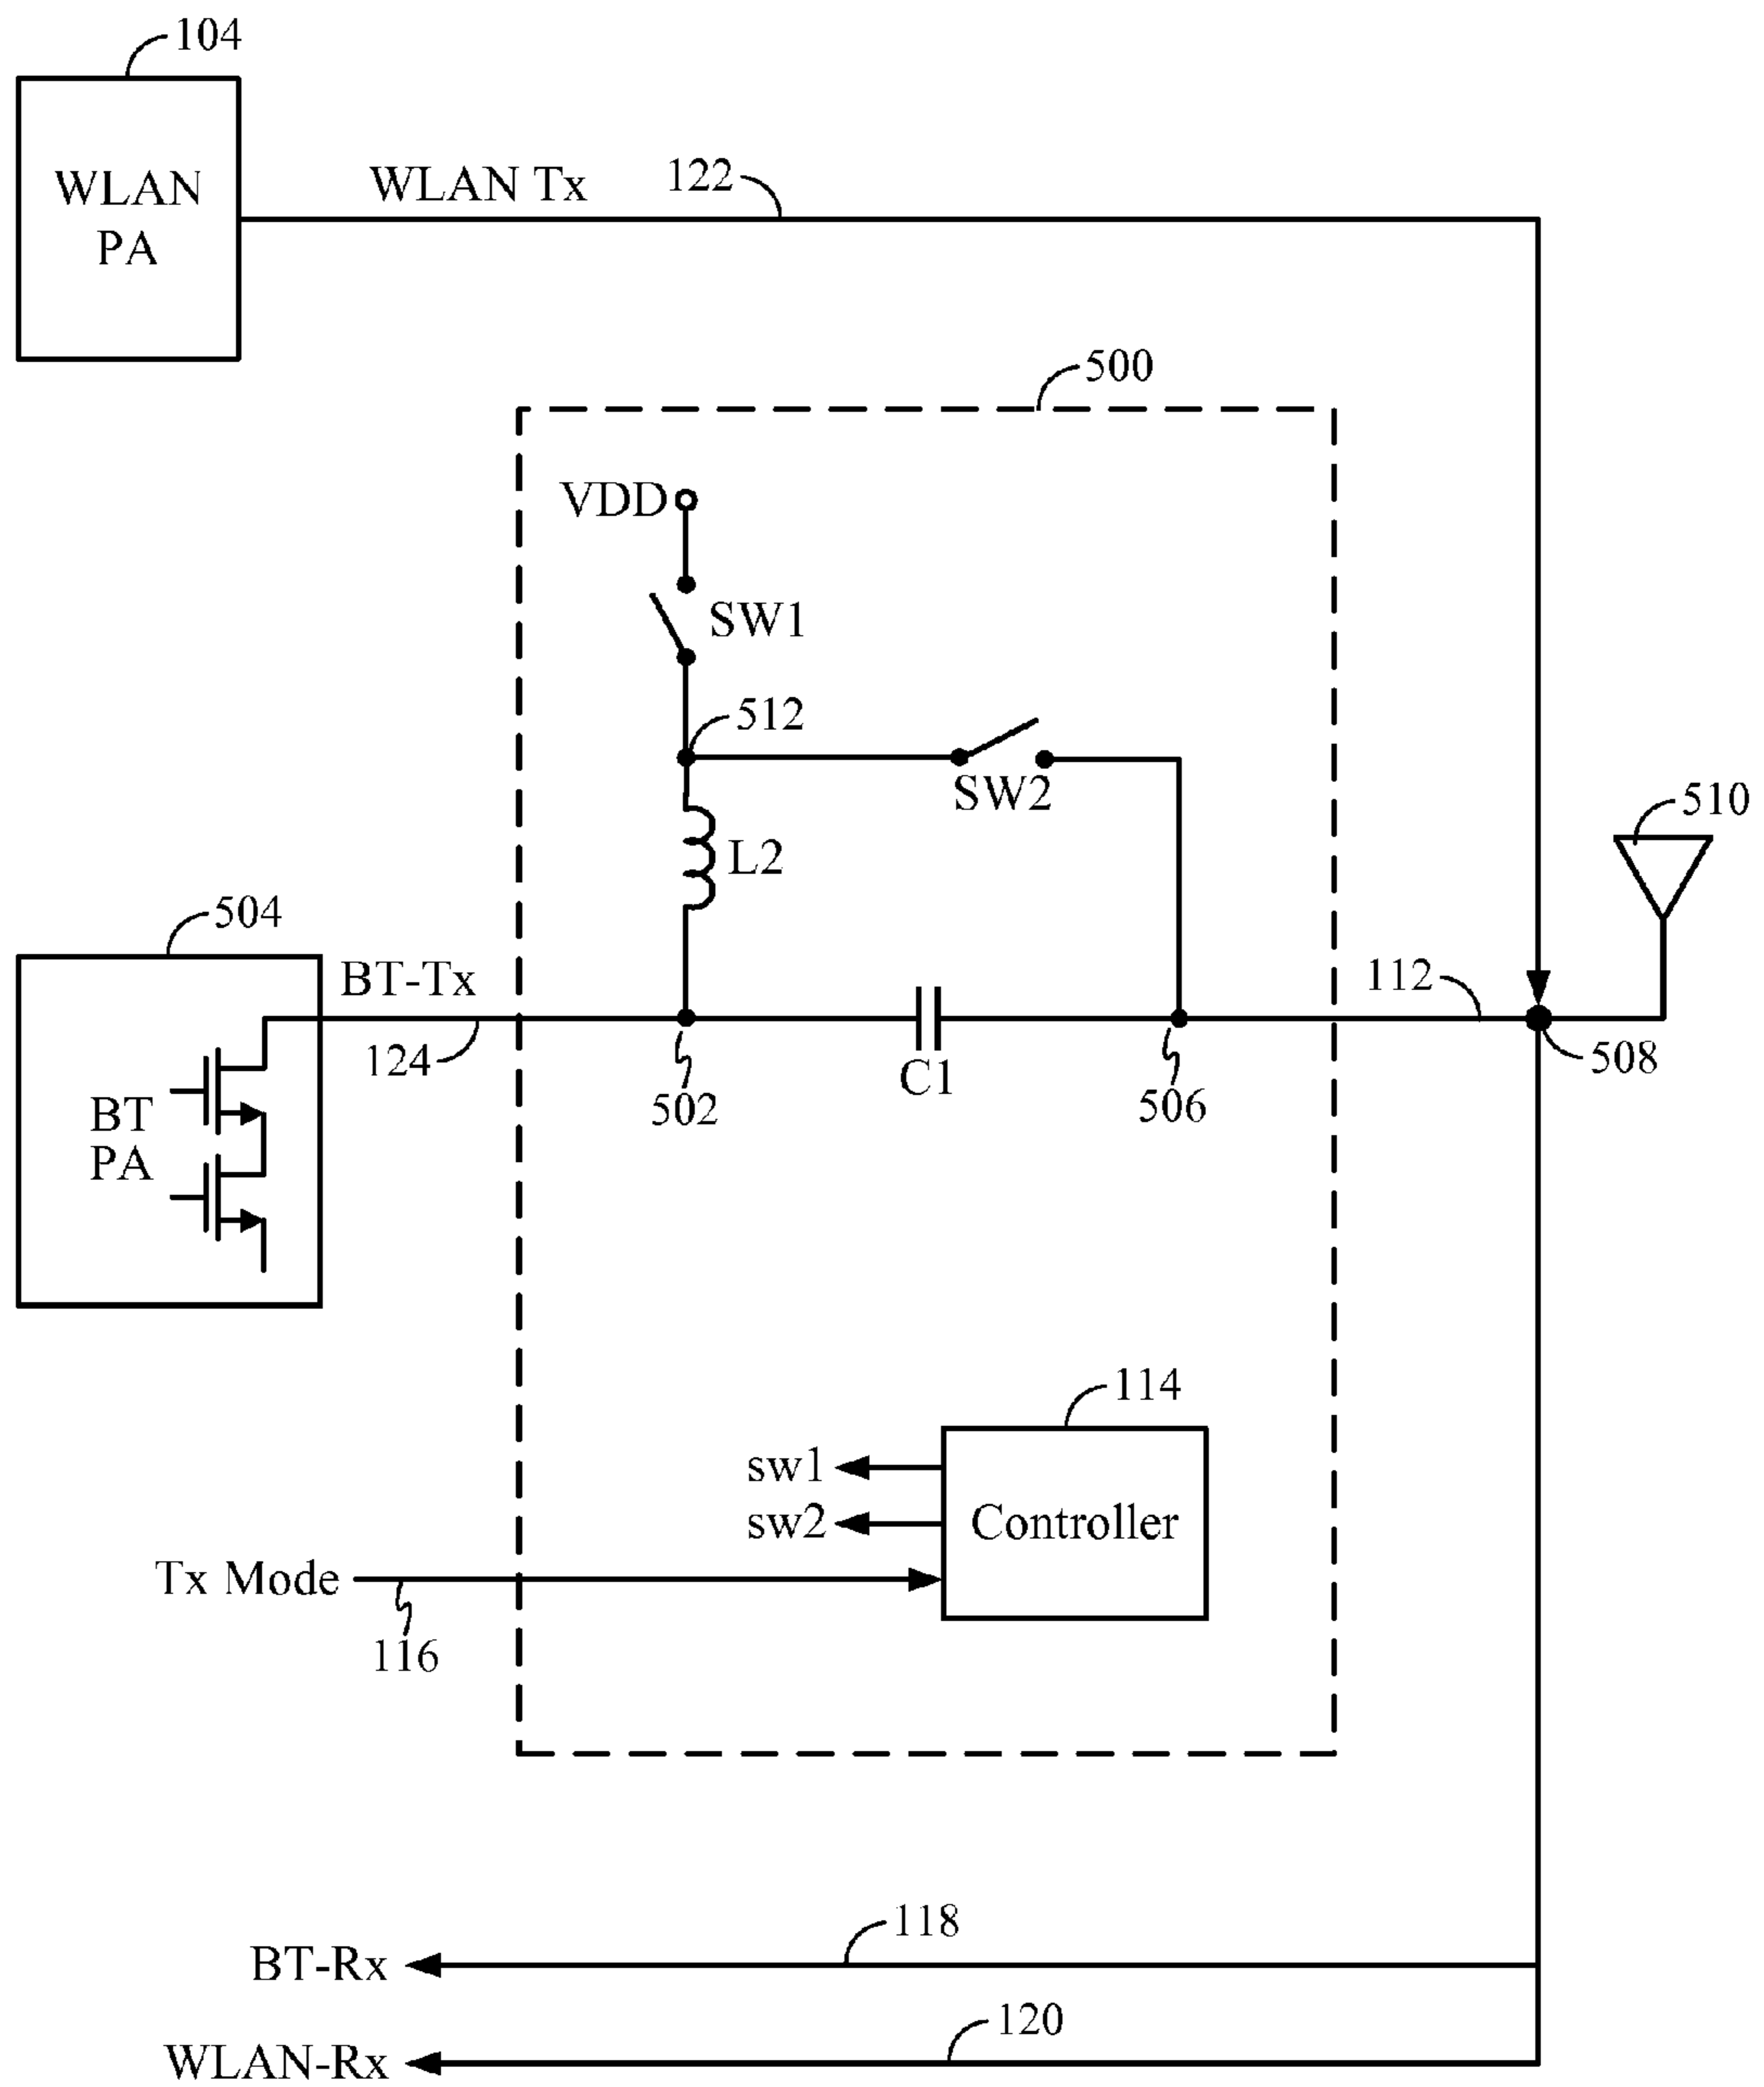 104
WLAN
PA
WLAN Tx
122
500
VDD
SW1
512
SW2
L2
510
504
BT-Tx
124
502
C1
506
112
508
BT
PA
114
sw1
sw2
Controller
Tx Mode
116
118
BT-Rx
120
WLAN-Rx